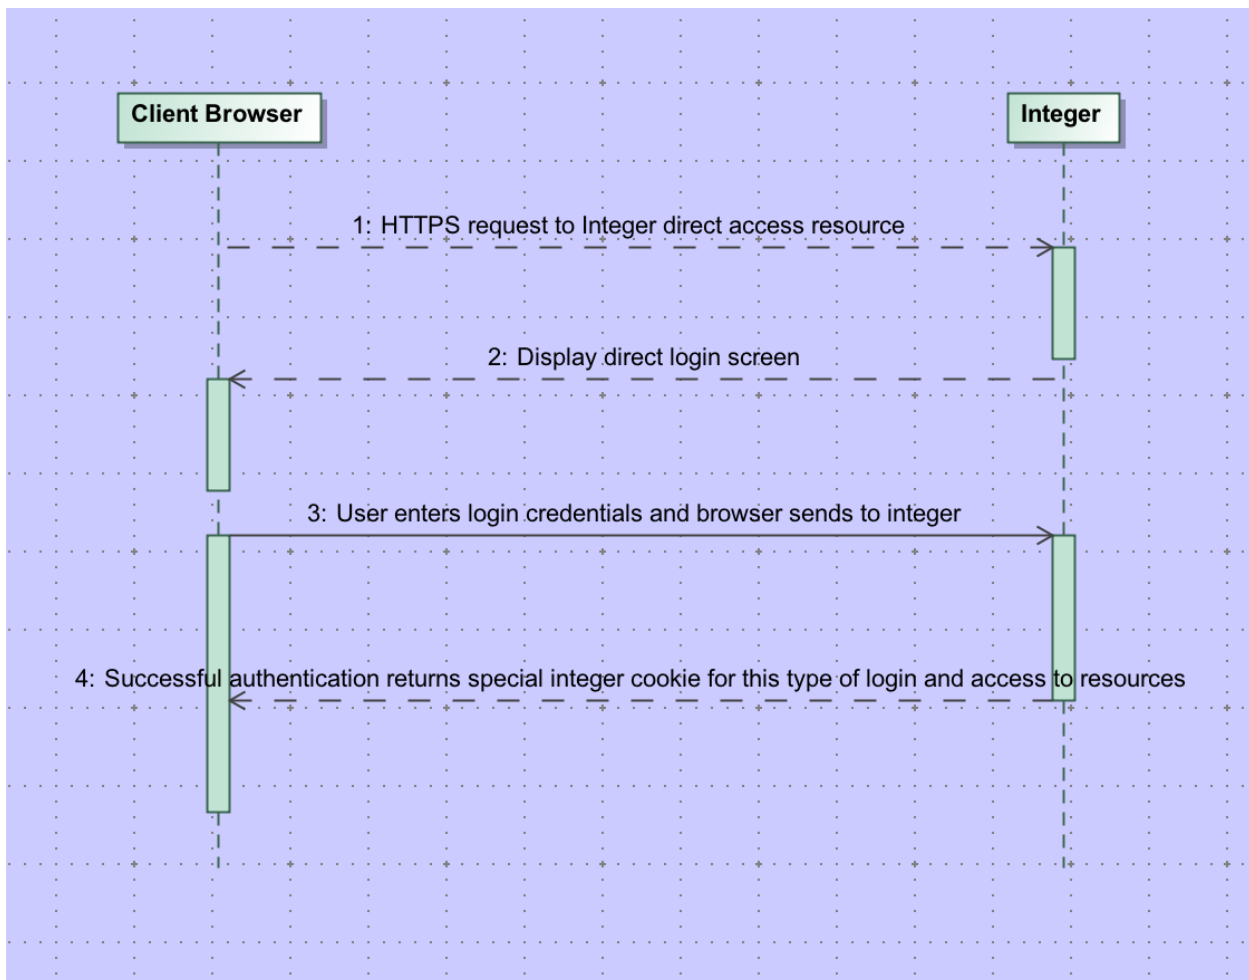 Client Browser
Integer
1: HTTPS request to Integer direct access resource
2: Display direct login screen
3: User enters login credentials and browser sends to integer
4: Successful authentication returns special integer cookie for this type of login and access to resources